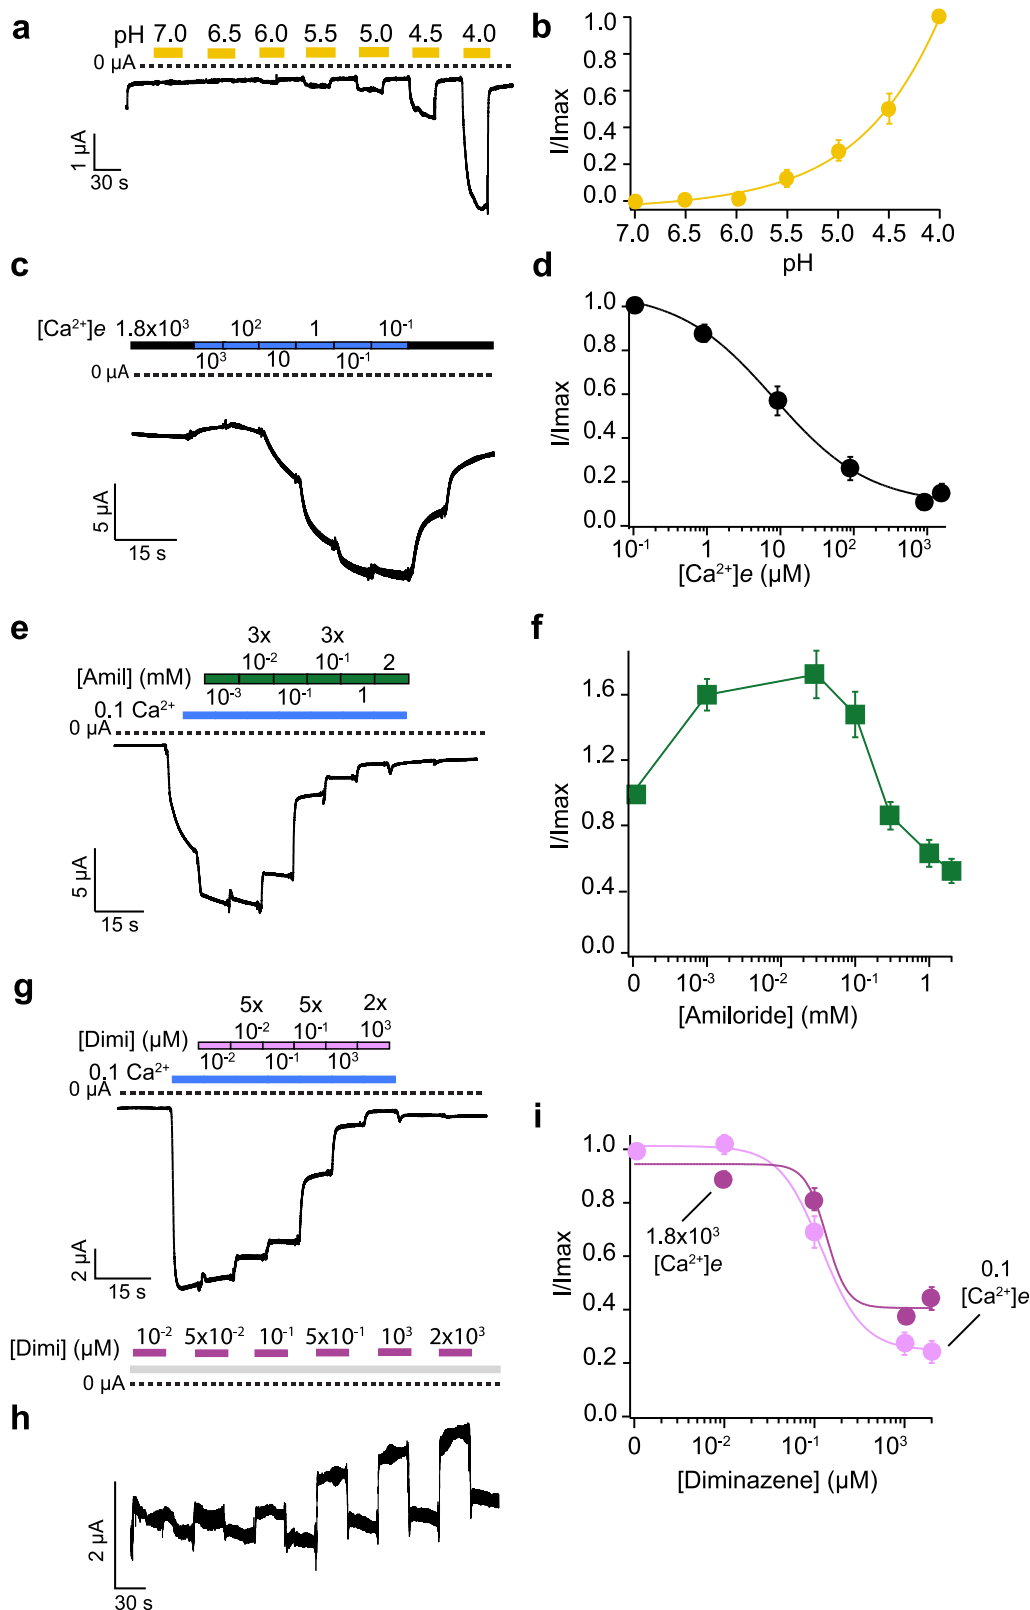 a
pH 7.0 6.5 6.0 5.5 5.0 4.5 4.0
0 µA
1 µA
30 s
b
I/Imax
1.0
0.6
0.4
0.2
0.0
7.0 6.5 6.0 5.5 5.0 4.5 4.0
pH
c
[Ca²⁺]e 1.8x10³ 10² 1 10⁻¹
10³ 10 10⁻¹
0 µA
5 µA
15 s
d
I/Imax
1.0
0.8
0.6
0.4
0.2
0.0
10⁻¹ 1 10 10² 10³
[Ca²⁺]e (µM)
e
3x 3x
[Amil] (mM) 10⁻² 10⁻¹ 2
10⁻³ 10⁻¹ 1
0.1 Ca²⁺
0 µA
5 µA
15 s
f
I/Imax
1.6
1.2
0.8
0.4
0.0
0 10⁻³ 10⁻² 10⁻¹ 1
[Amiloride] (mM)
g
5x 5x 2x
[Dimi] (µM) 10⁻² 10⁻¹ 10³
10⁻² 10⁻¹ 10³
0.1 Ca²⁺
0 µA
2 µA
15 s
[Dimi] (µM) 10⁻² 5x10⁻² 10⁻¹ 5x10⁻¹ 10³ 2x10³
0 µA
h
2 µA
30 s
i
I/Imax
1.0
0.8
0.6
0.4
0.2
0.0
1.8x10³
[Ca²⁺]e
0.1
[Ca²⁺]e
0 10⁻² 10⁻¹ 10³
[Diminazene] (µM)